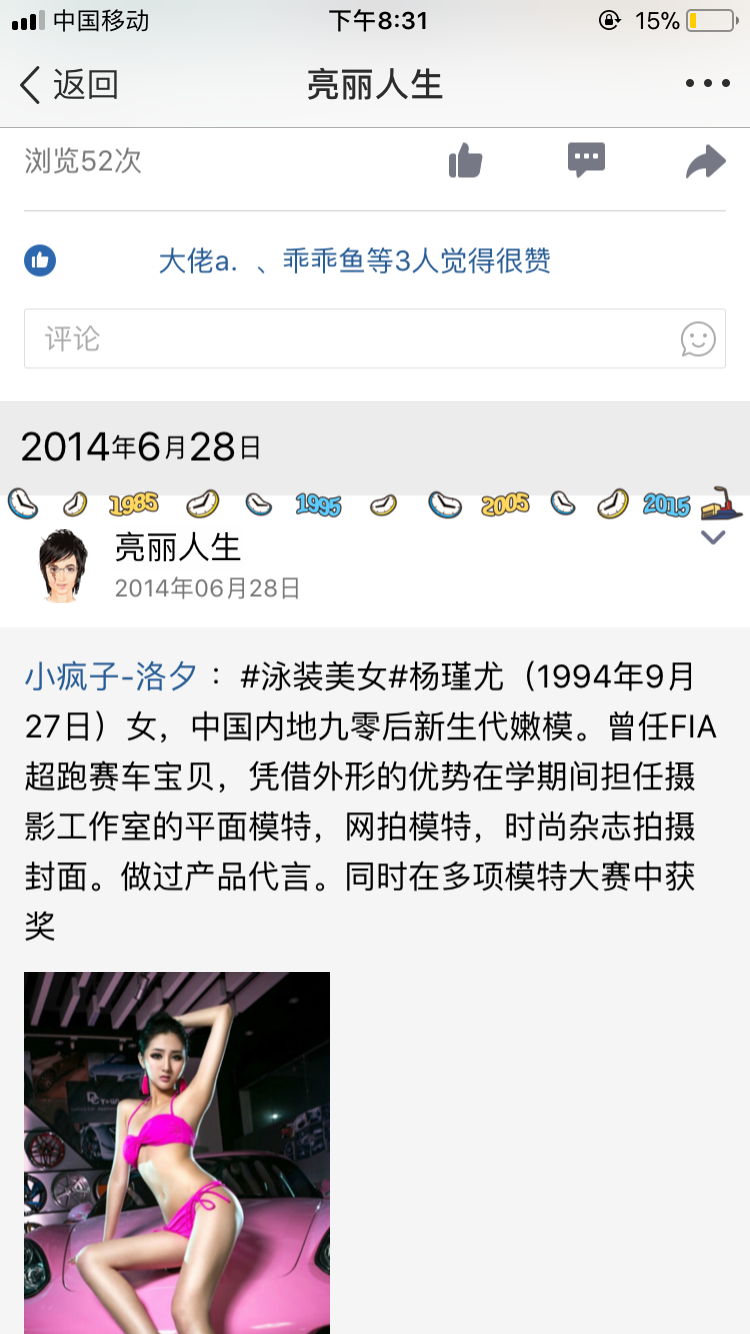 中国移动 下午8:31 15%
返回 亮丽人生
浏览52次
大佬a. 、乖乖鱼等3人觉得很赞
评论
2014年6月28日
1985 1995 2005 2015
亮丽人生
2014年06月28日
小疯子-洛夕 : #泳装美女#杨瑾尤（1994年9月
27日）女，中国内地九零后新生代嫩模。曾任FIA
超跑赛车宝贝，凭借外形的优势在学期间担任摄
影工作室的平面模特，网拍模特，时尚杂志拍摄
封面。做过产品代言。同时在多项模特大赛中获
奖